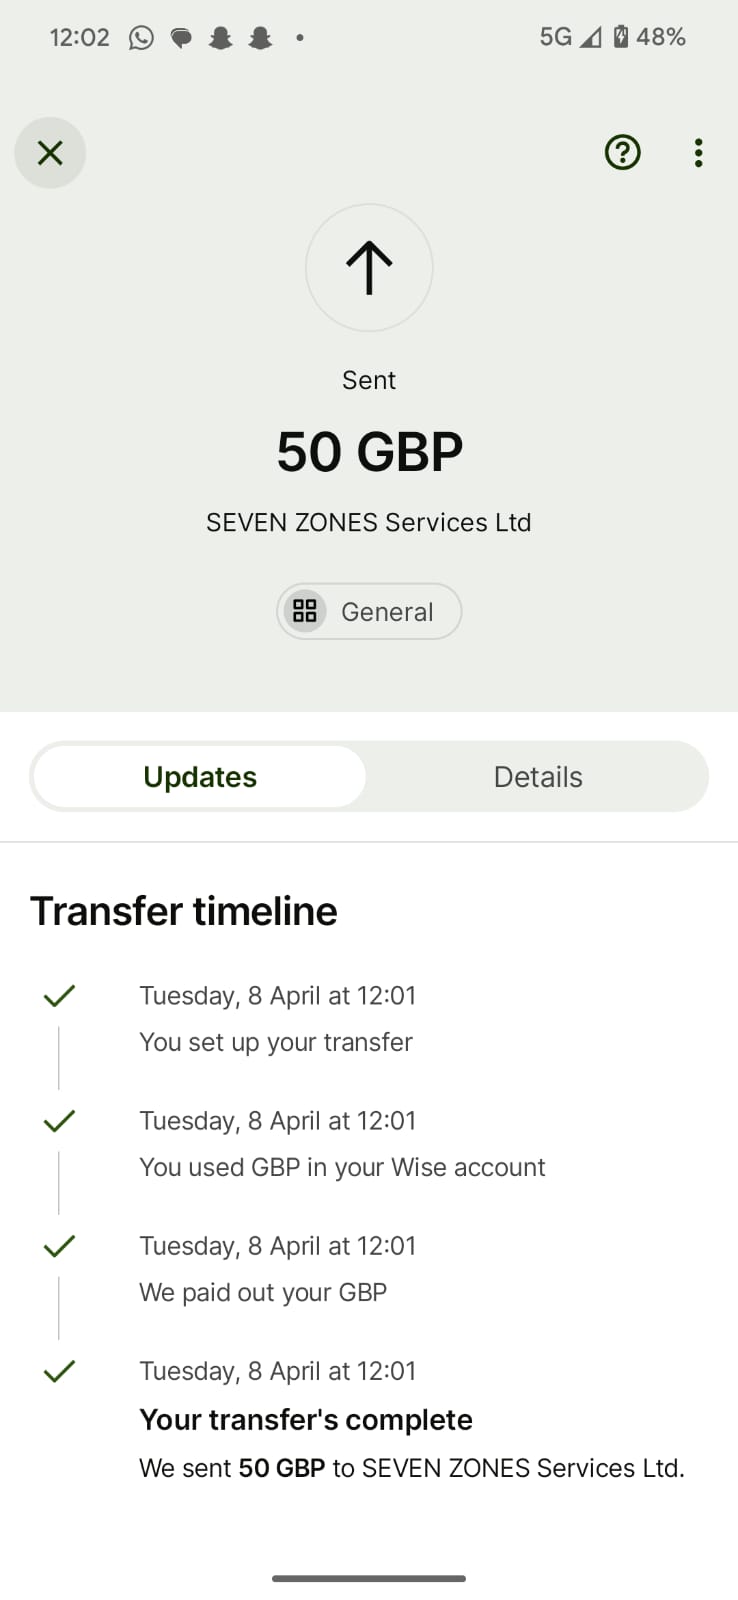 12:02 5G 48%
Sent
50 GBP
SEVEN ZONES Services Ltd
General
Updates Details
Transfer timeline
Tuesday, 8 April at 12:01
You set up your transfer
Tuesday, 8 April at 12:01
You used GBP in your Wise account
Tuesday, 8 April at 12:01
We paid out your GBP
Tuesday, 8 April at 12:01
Your transfer's complete
We sent 50 GBP to SEVEN ZONES Services Ltd.